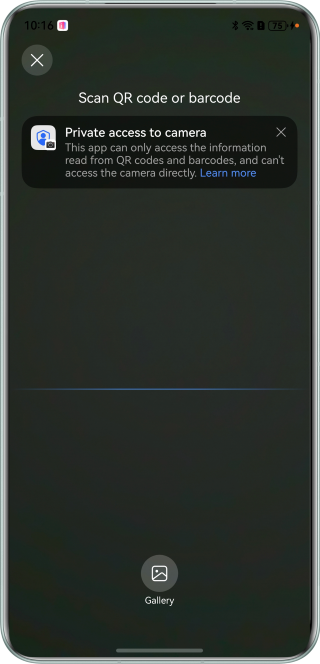 10:16
75
Scan QR code or barcode
Private access to camera
This app can only access the information
read from QR codes and barcodes, and can't
access the camera directly. Learn more
Gallery